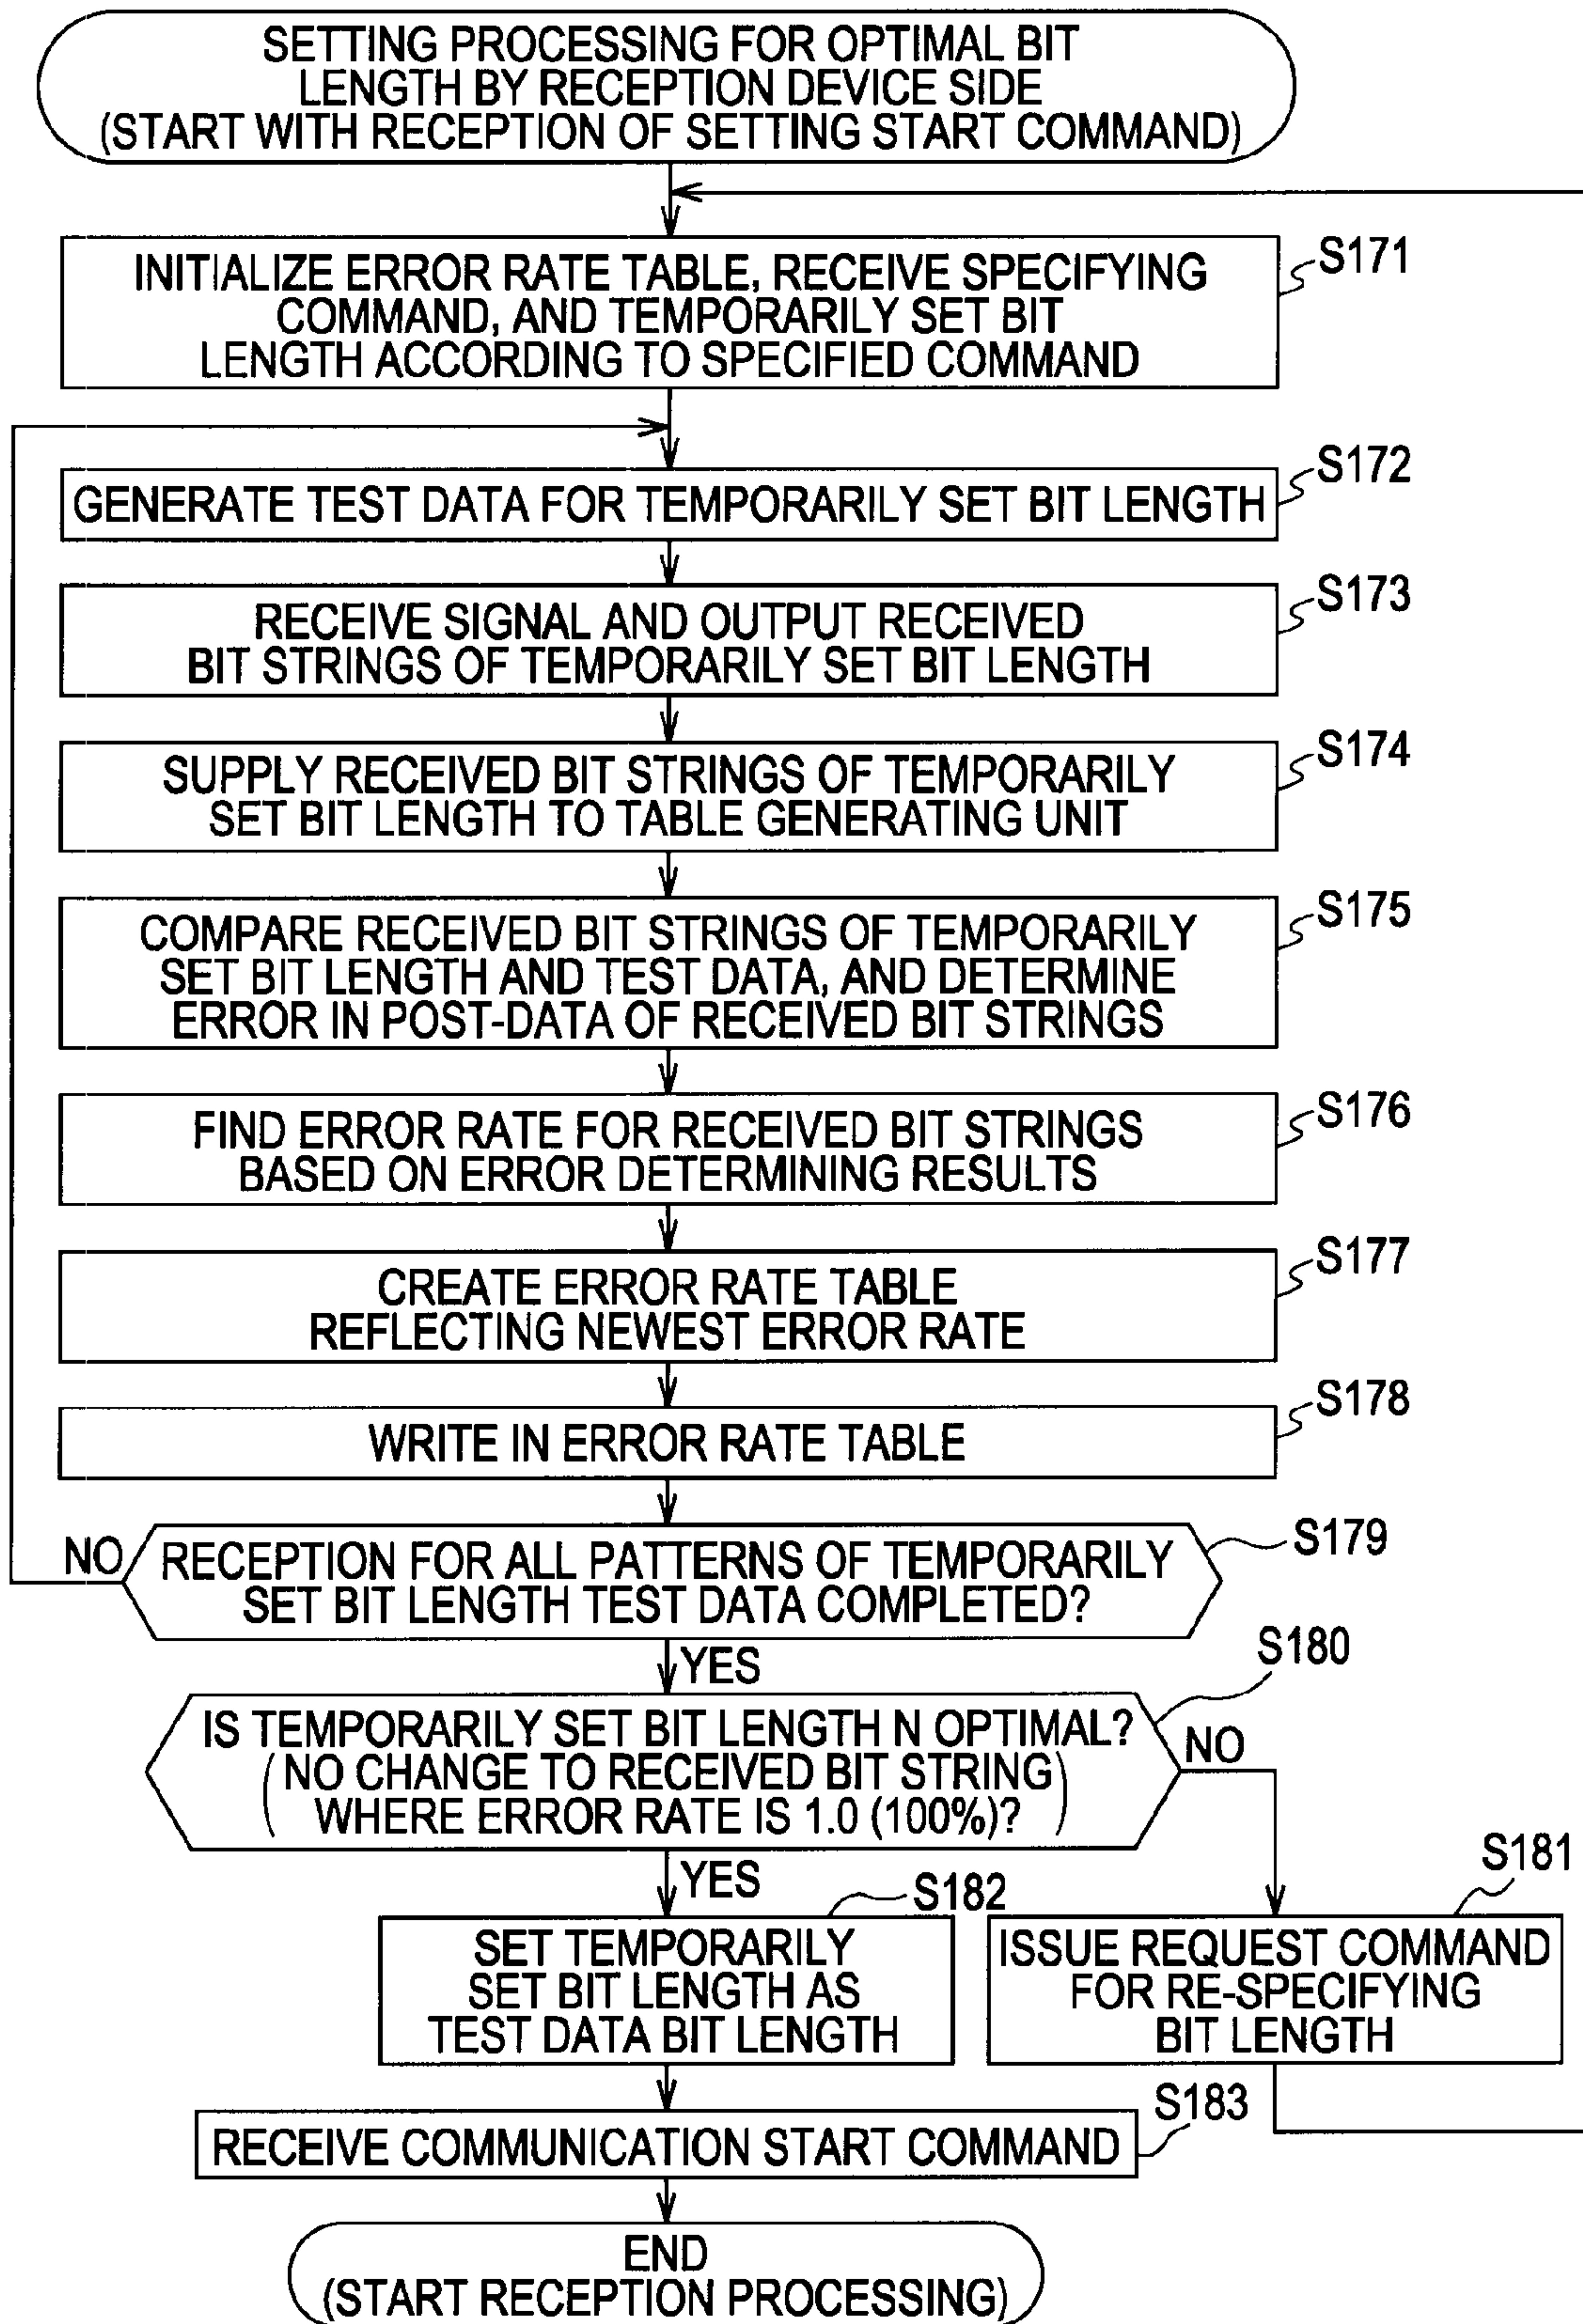 SETTING PROCESSING FOR OPTIMAL BIT
LENGTH BY RECEPTION DEVICE SIDE
(START WITH RECEPTION OF SETTING START COMMAND)
S171
INITIALIZE ERROR RATE TABLE, RECEIVE SPECIFYING
COMMAND, AND TEMPORARILY SET BIT
LENGTH ACCORDING TO SPECIFIED COMMAND
S172
GENERATE TEST DATA FOR TEMPORARILY SET BIT LENGTH
S173
RECEIVE SIGNAL AND OUTPUT RECEIVED
BIT STRINGS OF TEMPORARILY SET BIT LENGTH
S174
SUPPLY RECEIVED BIT STRINGS OF TEMPORARILY
SET BIT LENGTH TO TABLE GENERATING UNIT
S175
COMPARE RECEIVED BIT STRINGS OF TEMPORARILY
SET BIT LENGTH AND TEST DATA, AND DETERMINE
ERROR IN POST-DATA OF RECEIVED BIT STRINGS
S176
FIND ERROR RATE FOR RECEIVED BIT STRINGS
BASED ON ERROR DETERMINING RESULTS
S177
CREATE ERROR RATE TABLE
REFLECTING NEWEST ERROR RATE
S178
WRITE IN ERROR RATE TABLE
S179
NO
RECEPTION FOR ALL PATTERNS OF TEMPORARILY
SET BIT LENGTH TEST DATA COMPLETED?
YES
S180
IS TEMPORARILY SET BIT LENGTH N OPTIMAL?
(NO CHANGE TO RECEIVED BIT STRING
WHERE ERROR RATE IS 1.0 (100%)?)
NO
YES
S182
SET TEMPORARILY
SET BIT LENGTH AS
TEST DATA BIT LENGTH
S181
ISSUE REQUEST COMMAND
FOR RE-SPECIFYING
BIT LENGTH
S183
RECEIVE COMMUNICATION START COMMAND
END
(START RECEPTION PROCESSING)